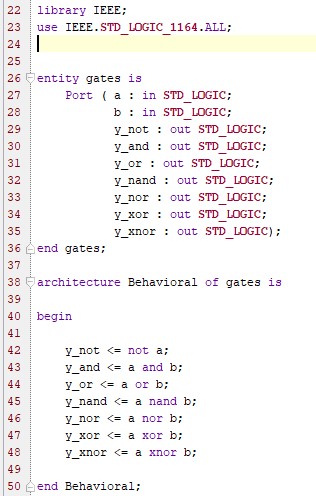 22 library IEEE;
23 use IEEE.STD_LOGIC_1164.ALL;
24
25
26 entity gates is
27     Port ( a : in STD_LOGIC;
28            b : in STD_LOGIC;
29            y_not : out STD_LOGIC;
30            y_and : out STD_LOGIC;
31            y_or : out STD_LOGIC;
32            y_nand : out STD_LOGIC;
33            y_nor : out STD_LOGIC;
34            y_xor : out STD_LOGIC;
35            y_xnor : out STD_LOGIC);
36 end gates;
37
38 architecture Behavioral of gates is
39
40 begin
41
42     y_not <= not a;
43     y_and <= a and b;
44     y_or <= a or b;
45     y_nand <= a nand b;
46     y_nor <= a nor b;
47     y_xor <= a xor b;
48     y_xnor <= a xnor b;
49
50 end Behavioral;